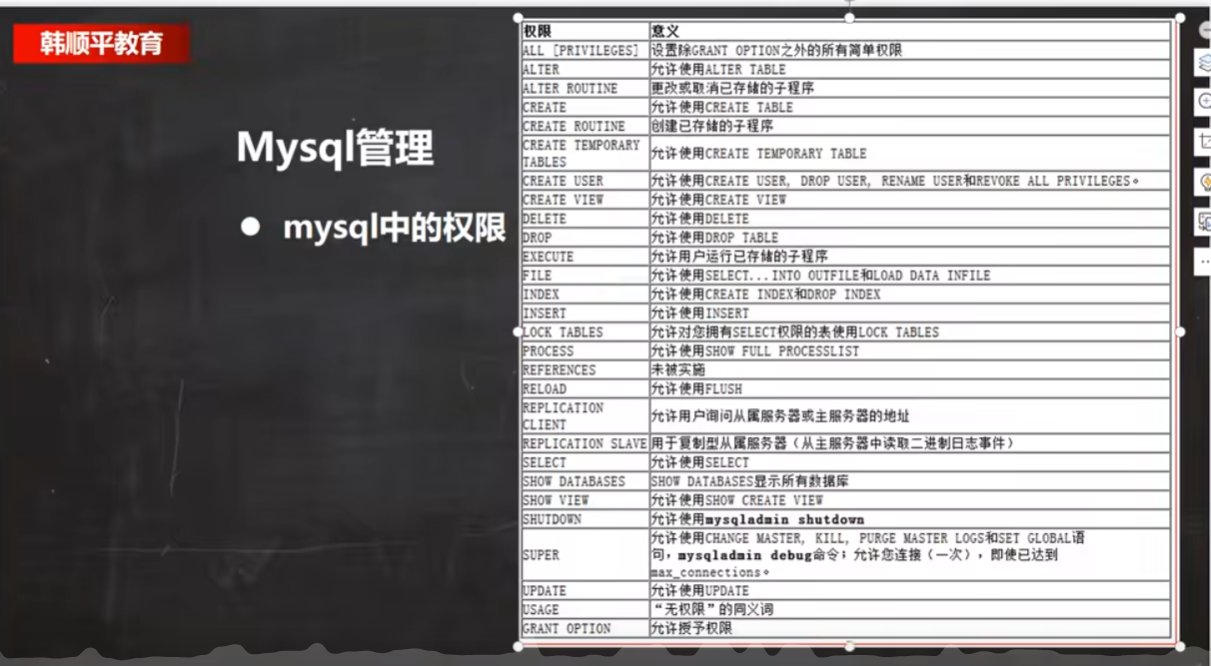 韩顺平教育
Mysql管理
● mysql中的权限
权限 意义
ALL [PRIVILEGES] 设置除GRANT OPTION之外的所有简单权限
ALTER 允许使用ALTER TABLE
ALTER ROUTINE 更改或取消已存储的子程序
CREATE 允许使用CREATE TABLE
CREATE ROUTINE 创建已存储的子程序
CREATE TEMPORARY
TABLES 允许使用CREATE TEMPORARY TABLE
CREATE USER 允许使用CREATE USER, DROP USER, RENAME USER和REVOKE ALL PRIVILEGES。
CREATE VIEW 允许使用CREATE VIEW
DELETE 允许使用DELETE
DROP 允许使用DROP TABLE
EXECUTE 允许用户运行已存储的子程序
FILE 允许使用SELECT...INTO OUTFILE和LOAD DATA INFILE
INDEX 允许使用CREATE INDEX和DROP INDEX
INSERT 允许使用INSERT
LOCK TABLES 允许对您拥有SELECT权限的表使用LOCK TABLES
PROCESS 允许使用SHOW FULL PROCESSLIST
REFERENCES 未被实施
RELOAD 允许使用FLUSH
REPLICATION
CLIENT 允许用户询问从属服务器或主服务器的地址
REPLICATION SLAVE 用于复制型从属服务器（从主服务器中读取二进制日志事件）
SELECT 允许使用SELECT
SHOW DATABASES SHOW DATABASES显示所有数据库
SHOW VIEW 允许使用SHOW CREATE VIEW
SHUTDOWN 允许使用mysqladmin shutdown
SUPER 允许使用CHANGE MASTER, KILL, PURGE MASTER LOGS和SET GLOBAL语
句，mysqladmin debug命令；允许您连接（一次），即使已达到
max_connections。
UPDATE 允许使用UPDATE
USAGE “无权限”的同义词
GRANT OPTION 允许授予权限